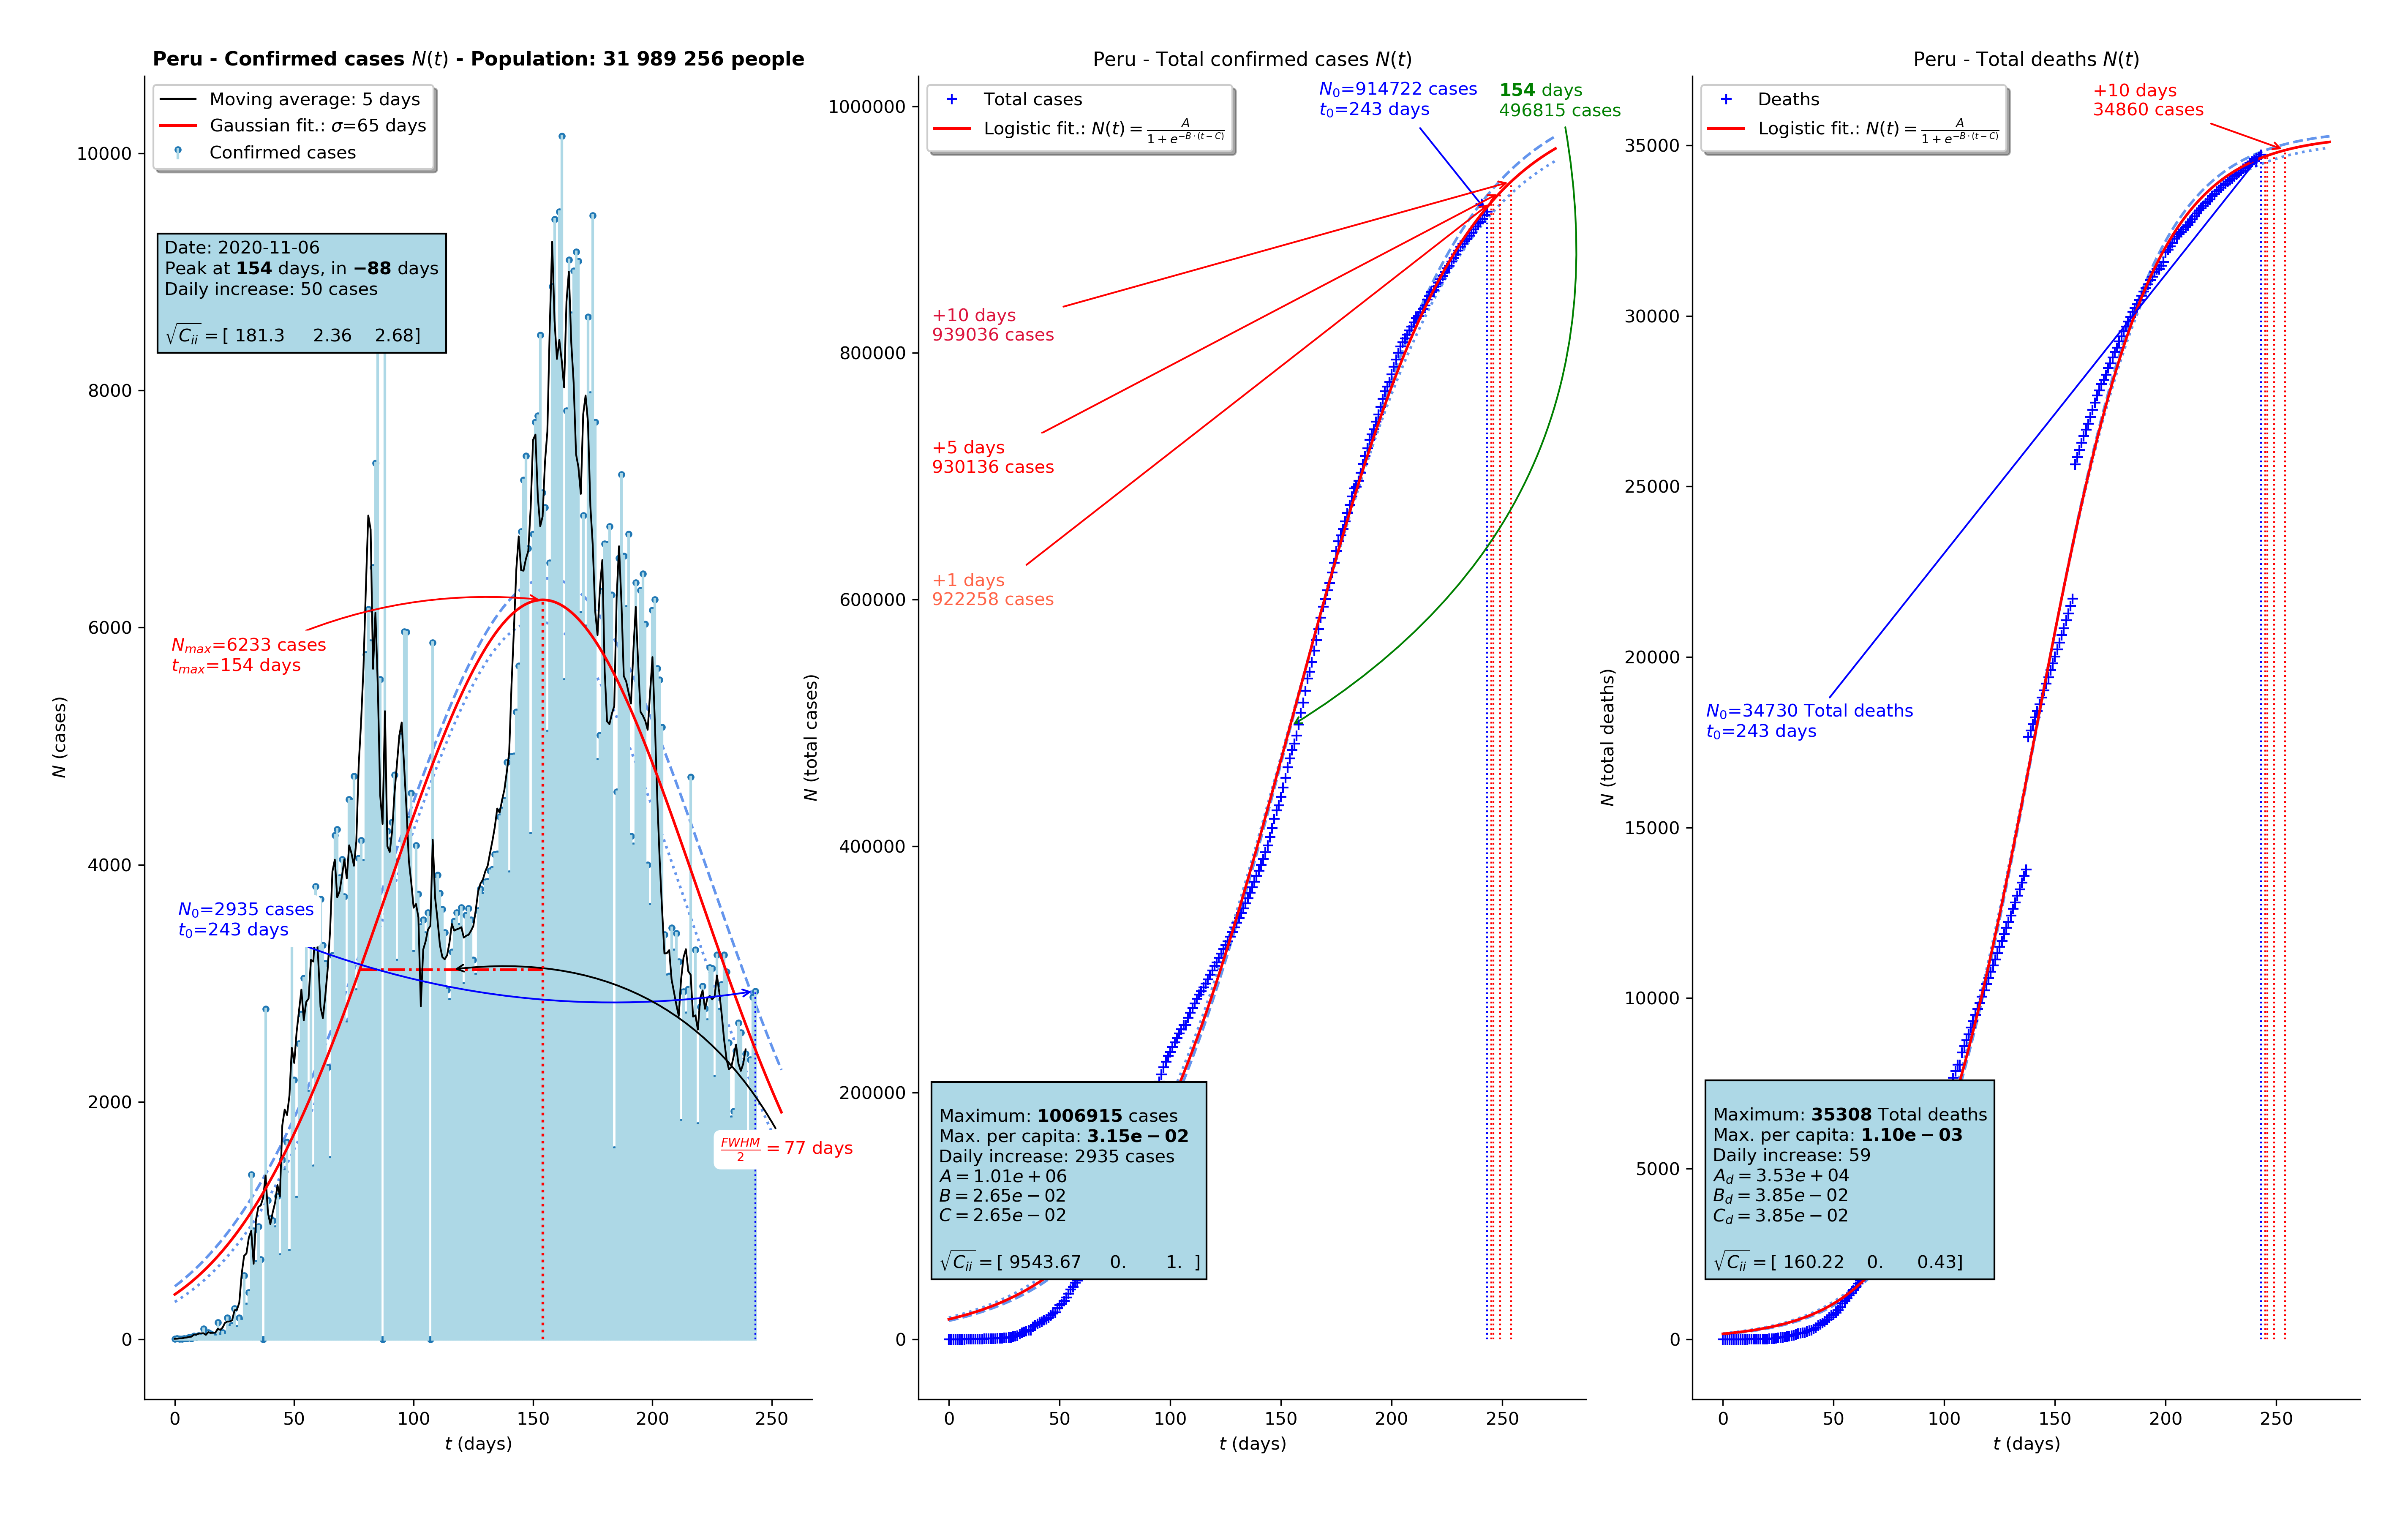 Peru - Confirmed cases N(t) - Population: 31 989 256 people
Moving average: 5 days
Gaussian fit.: σ=65 days
Confirmed cases
Date: 2020-11-06
Peak at 154 days, in −88 days
Daily increase: 50 cases
√C_ii = [ 181.3 2.36 2.68]
N_max=6233 cases
t_max=154 days
N_0=2935 cases
t_0=243 days
FWHM/2 = 77 days
10000
8000
6000
4000
2000
0
N (cases)
0 50 100 150 200 250
t (days)
Peru - Total confirmed cases N(t)
Total cases
Logistic fit.: N(t) = A/(1 + e^(−B·(t−C)))
N_0=914722 cases
t_0=243 days
154 days
496815 cases
+10 days
939036 cases
+5 days
930136 cases
+1 days
922258 cases
Maximum: 1006915 cases
Max. per capita: 3.15e − 02
Daily increase: 2935 cases
A = 1.01e + 06
B = 2.65e − 02
C = 2.65e − 02
√C_ii = [ 9543.67 0. 1. ]
1000000
800000
600000
400000
200000
0
N (total cases)
0 50 100 150 200 250
t (days)
Peru - Total deaths N(t)
Deaths
Logistic fit.: N(t) = A/(1 + e^(−B·(t−C)))
+10 days
34860 cases
N_0=34730 Total deaths
t_0=243 days
Maximum: 35308 Total deaths
Max. per capita: 1.10e − 03
Daily increase: 59
A_d = 3.53e + 04
B_d = 3.85e − 02
C_d = 3.85e − 02
√C_ii = [ 160.22 0. 0.43]
35000
30000
25000
20000
15000
10000
5000
0
N (total deaths)
0 50 100 150 200 250
t (days)